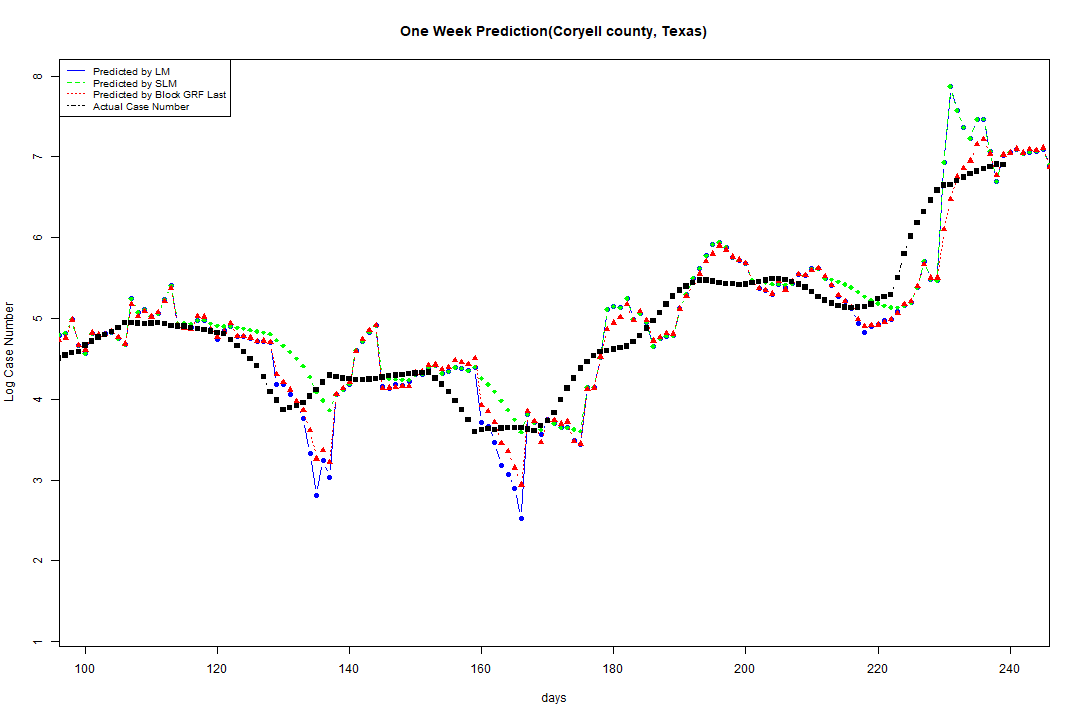 One Week Prediction(Coryell county, Texas)
Predicted by LM
Predicted by SLM
Predicted by Block GRF Last
Actual Case Number
8
7
6
5
4
3
2
1
Log Case Number
100 120 140 160 180 200 220 240
days